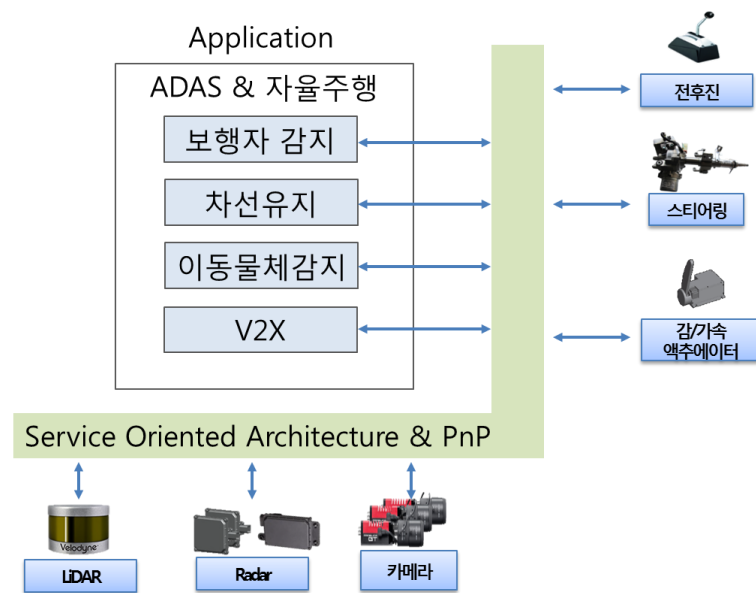 Application
ADAS & 자율주행
보행자 감지
차선유지
이동물체감지
V2X
Service Oriented Architecture & PnP
전후진
스티어링
감/가속
액추에이터
Velodyne
LiDAR
Radar
카메라